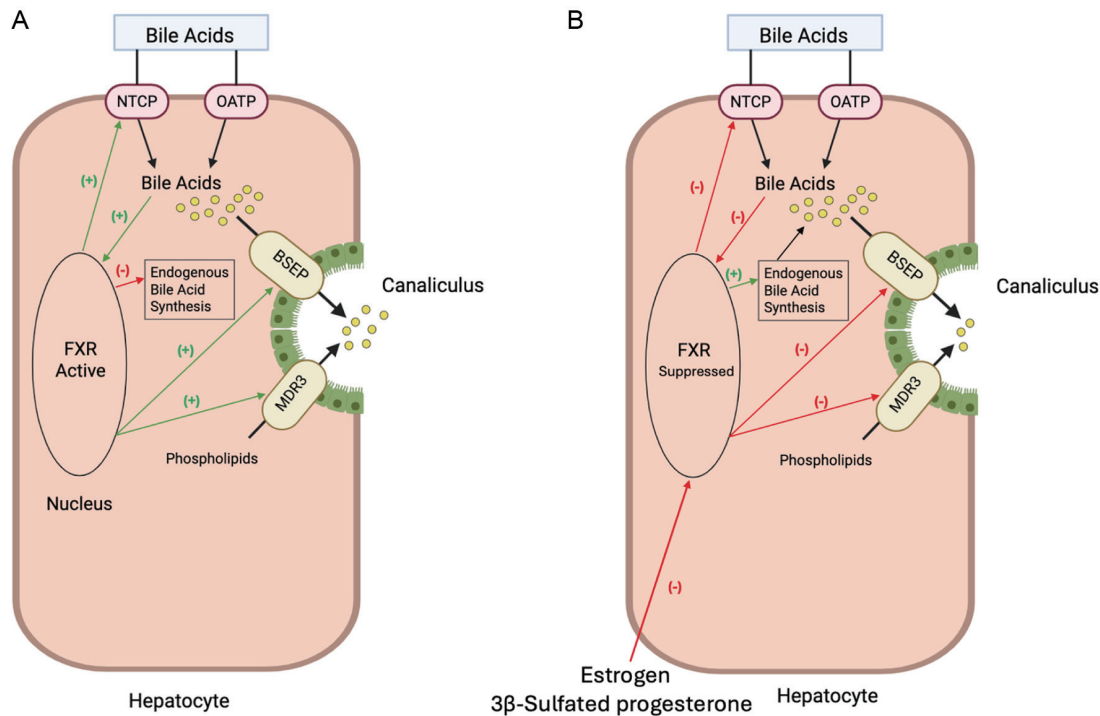 A
Bile Acids
NTCP
OATP
(+)
Bile Acids
(+)
(-)
Endogenous
Bile Acid
Synthesis
BSEP
Canaliculus
FXR
Active
(+)
(+)
MDR3
Phospholipids
Nucleus
Hepatocyte
B
Bile Acids
NTCP
OATP
(-)
Bile Acids
(-)
(+)
Endogenous
Bile Acid
Synthesis
BSEP
Canaliculus
FXR
Suppressed
(-)
(-)
MDR3
Phospholipids
(-)
Estrogen
3β-Sulfated progesterone
Hepatocyte